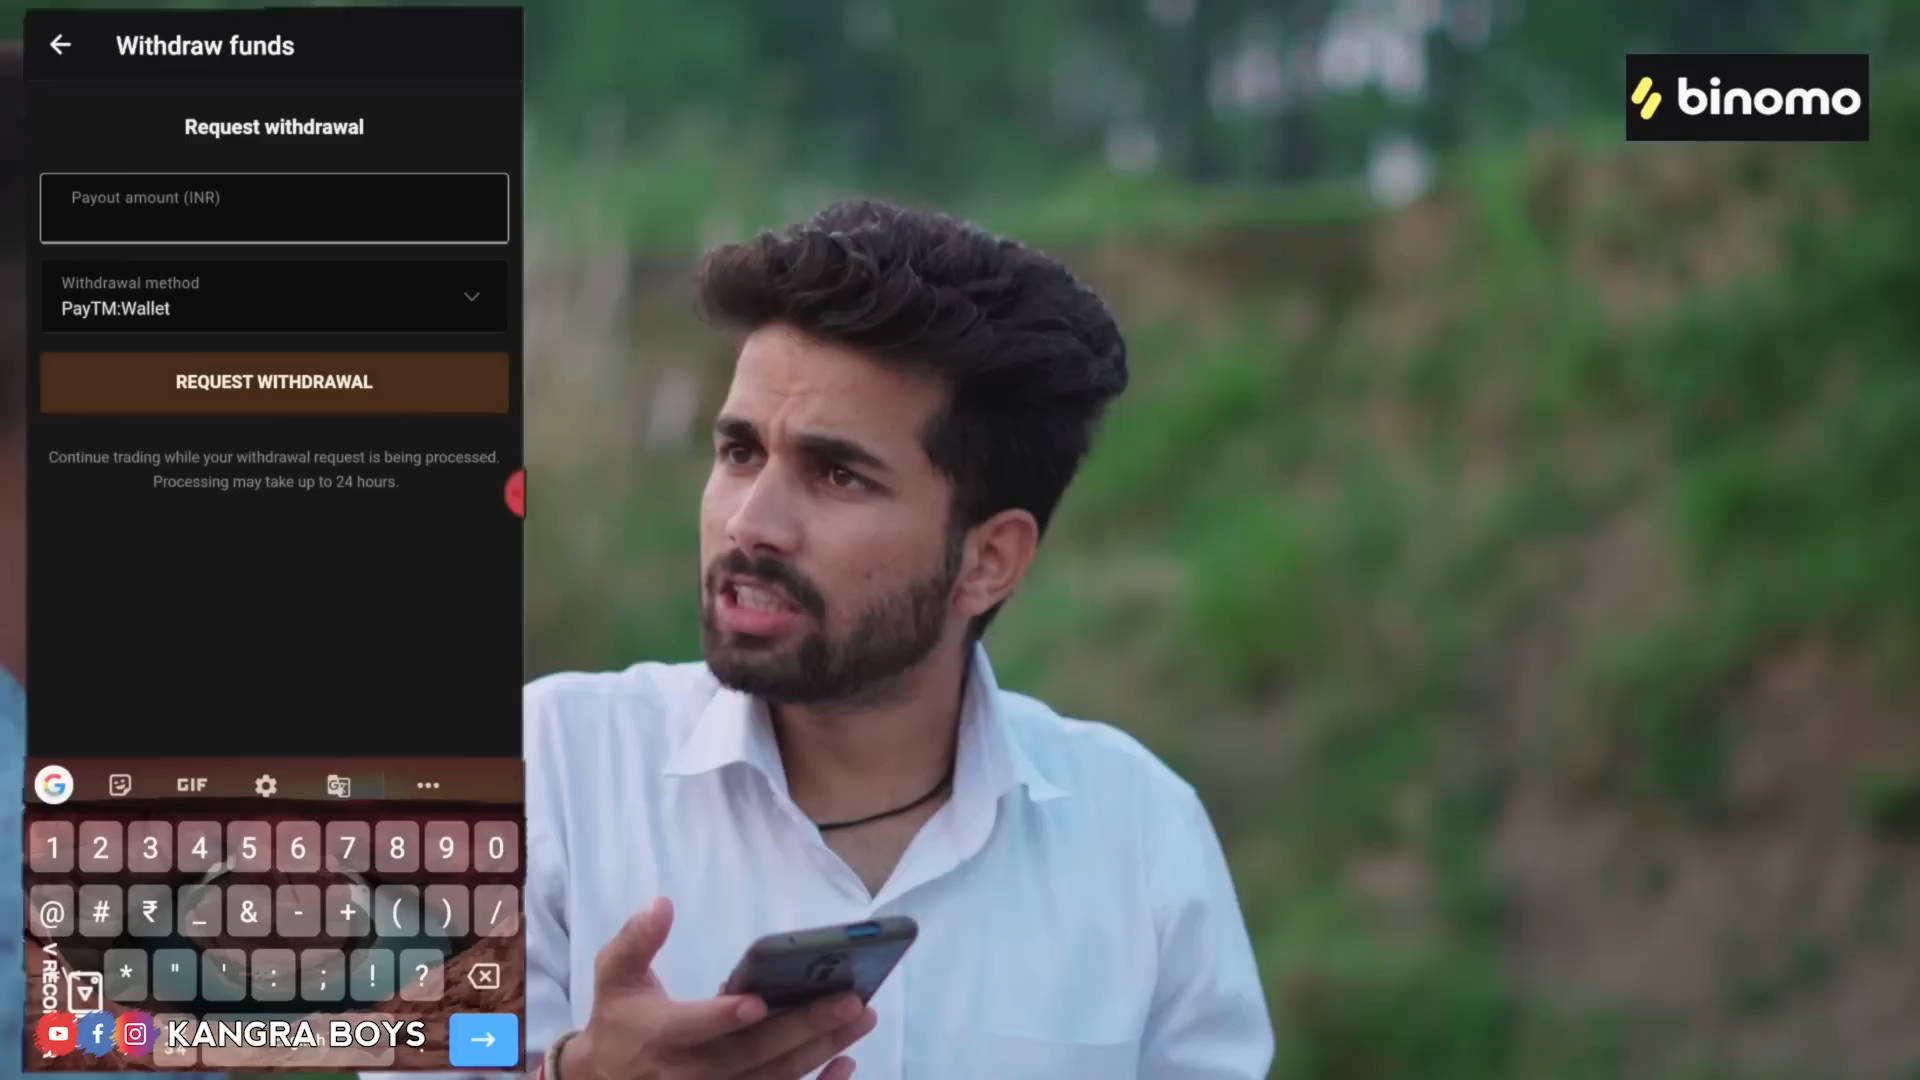 Withdraw funds
binomo
Request withdrawal
Payout amount (INR)
Withdrawal method
PayTM:Wallet
REQUEST WITHDRAWAL
Continue trading while your withdrawal request is being processed.
Processing may take up to 24 hours.
GIF
1 2 3 4 5 6 7 8 9 0
@ # ₹ _ & - + ( ) /
* " ' : ; ! ?
V RECO
KANGRA BOYS